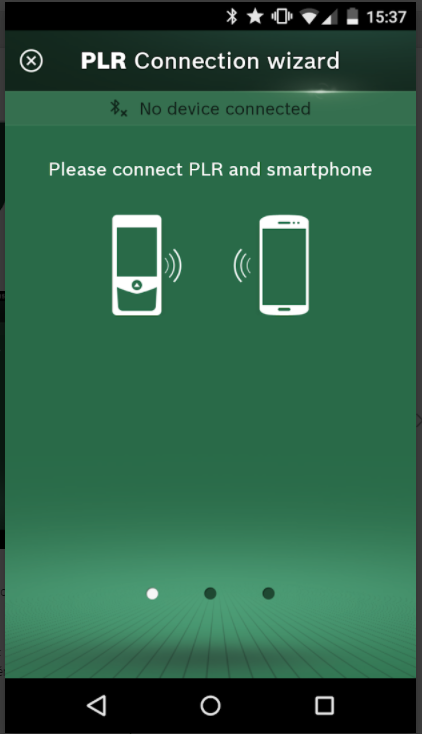 15:37
PLR Connection wizard
No device connected
Please connect PLR and smartphone